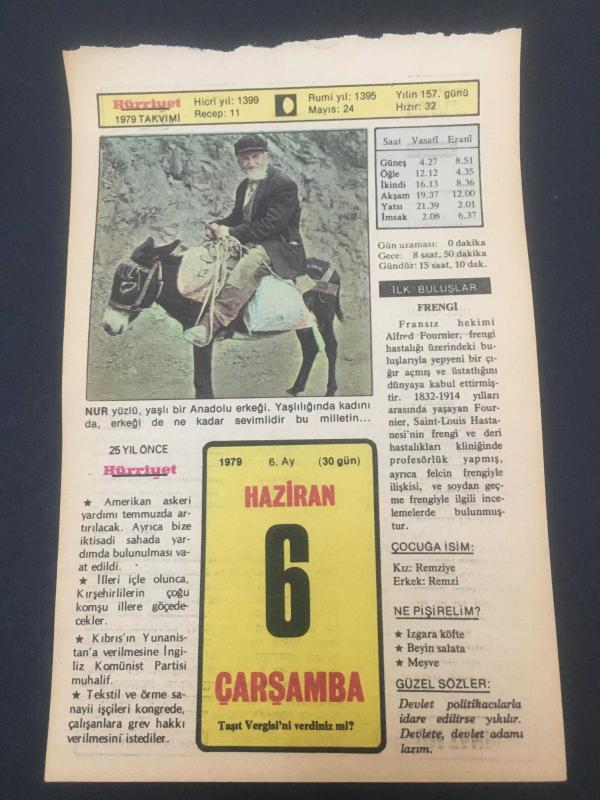 Hürriyet
1979 TAKVİMİ
Hicrî yıl: 1399
Recep: 11
Rumi yıl: 1395
Mayıs: 24
Yılın 157. günü
Hızır: 32
Saat Vasatî Ezanî
Güneş 4.27 8.51
Öğle 12.12 4.35
İkindi 16.13 8.36
Akşam 19.37 12.00
Yatsı 21.39 2.01
İmsak 2.08 6.37
Gün uzaması: 0 dakika
Gece: 8 saat, 50 dakika
Gündüz: 15 saat, 10 dak.
NUR yüzlü, yaşlı bir Anadolu erkeği. Yaşlılığında kadını
da, erkeği de ne kadar sevimlidir bu milletin...
25 YIL ÖNCE
Hürriyet
★ Amerikan askeri
yardımı temmuzda ar-
tırılacak. Ayrıca bize
iktisadi sahada yar-
dımda bulunulması va-
at edildi.
★ İlleri içle olunca,
Kırşehirlilerin çoğu
komşu illere göçede-
cekler.
★ Kıbrıs'ın Yunanis-
tan'a verilmesine İngi-
liz Komünist Partisi
muhalif.
★ Tekstil ve örme sa-
nayii işçileri kongrede,
çalışanlara grev hakkı
verilmesini istediler.
1979 6. Ay (30 gün)
HAZİRAN
6
ÇARŞAMBA
Taşıt Vergisi'ni verdiniz mi?
İLK BULUŞLAR
FRENGİ
Fransız hekimi
Alfred Fournier, frengi
hastalığı üzerindeki bu-
luşlarıyla yepyeni bir çı-
ğır açmış ve üstatlığını
dünyaya kabul ettirmiş-
tir. 1832-1914 yılları
arasında yaşayan Four-
nier, Saint-Louis Hasta-
nesi'nin frengi ve deri
hastalıkları kliniğinde
profesörlük yapmış,
ayrıca felcin frengiyle
ilişkisi, ve soydan geç-
me frengiyle ilgili ince-
lemelerde bulunmuş-
tur.
ÇOCUĞA İSİM:
Kız: Remziye
Erkek: Remzi
NE PİŞİRELİM?
★ Izgara köfte
★ Beyin salata
★ Meyve
GÜZEL SÖZLER:
Devlet politikacılarla
idare edilirse yıkılır.
Devlete, devlet adamı
lazım.